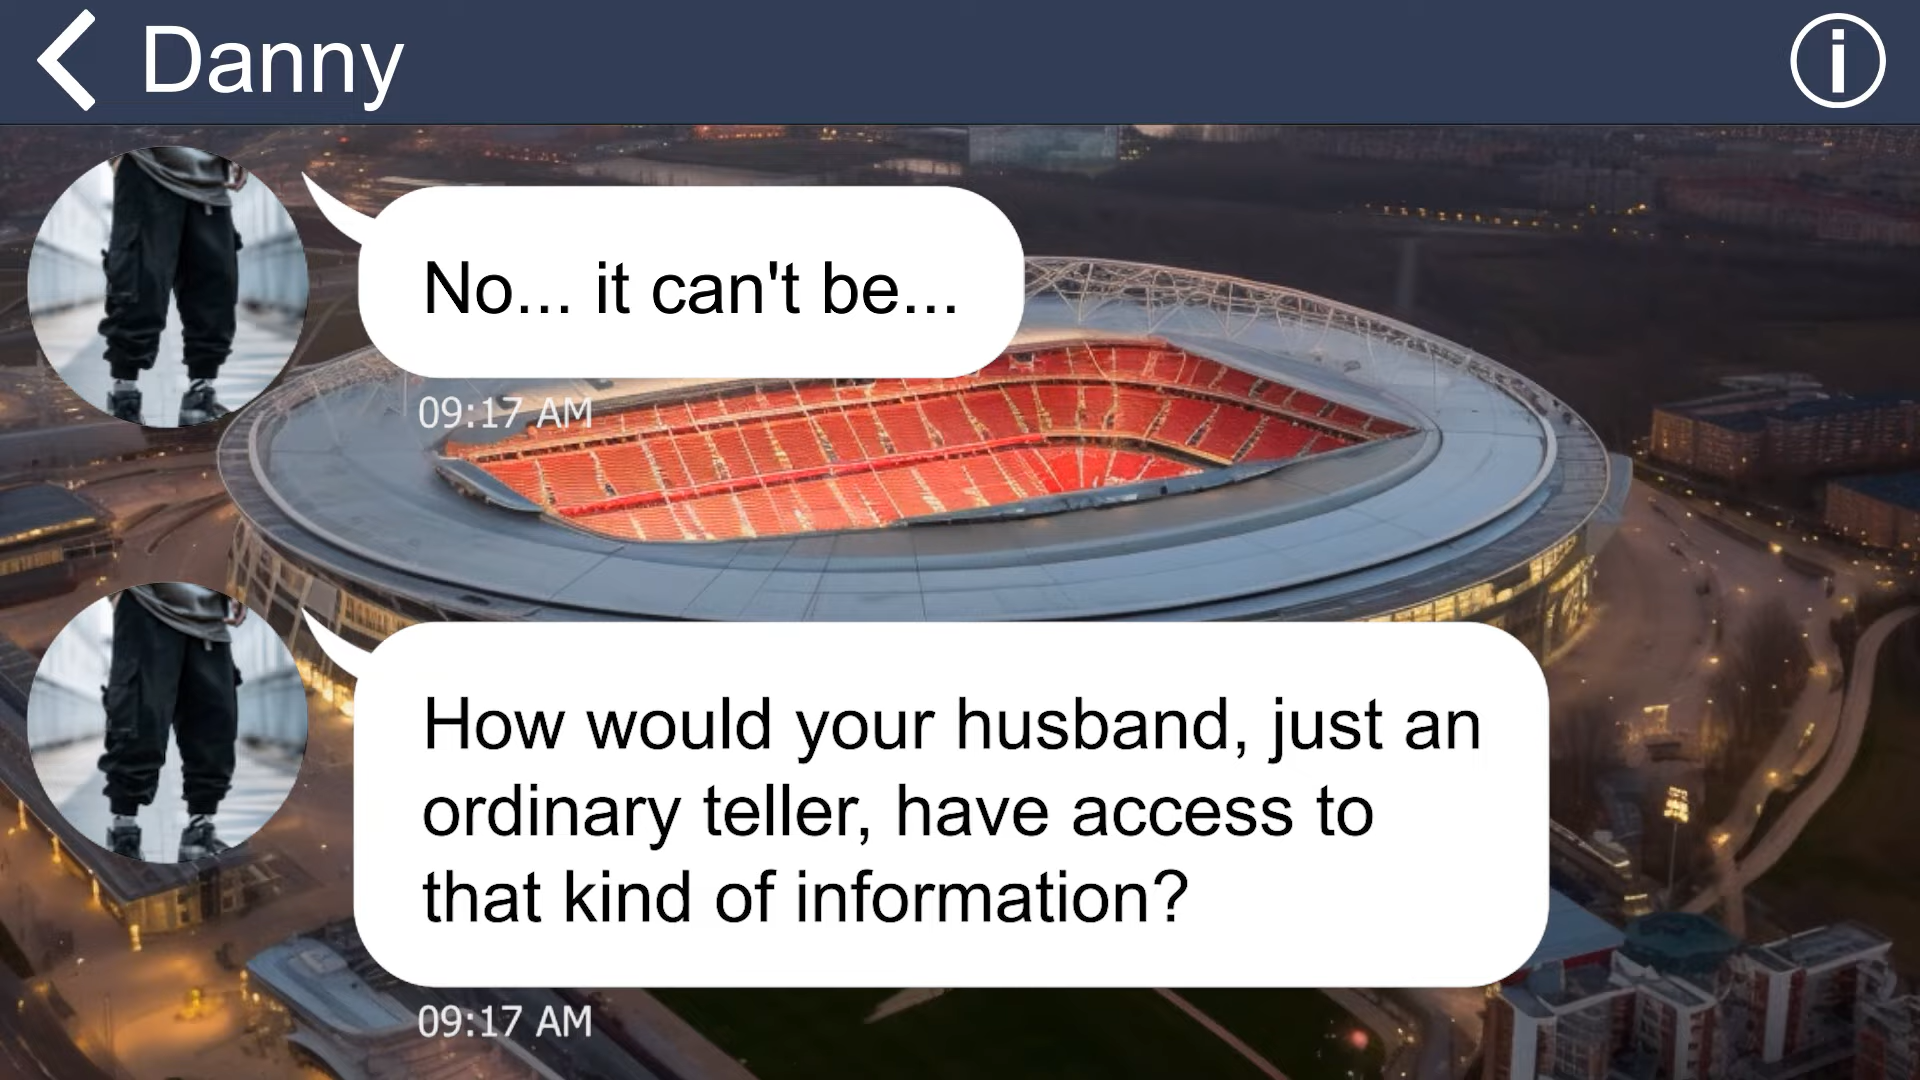 Danny
No... it can't be...
09:17 AM
How would your husband, just an
ordinary teller, have access to
that kind of information?
09:17 AM